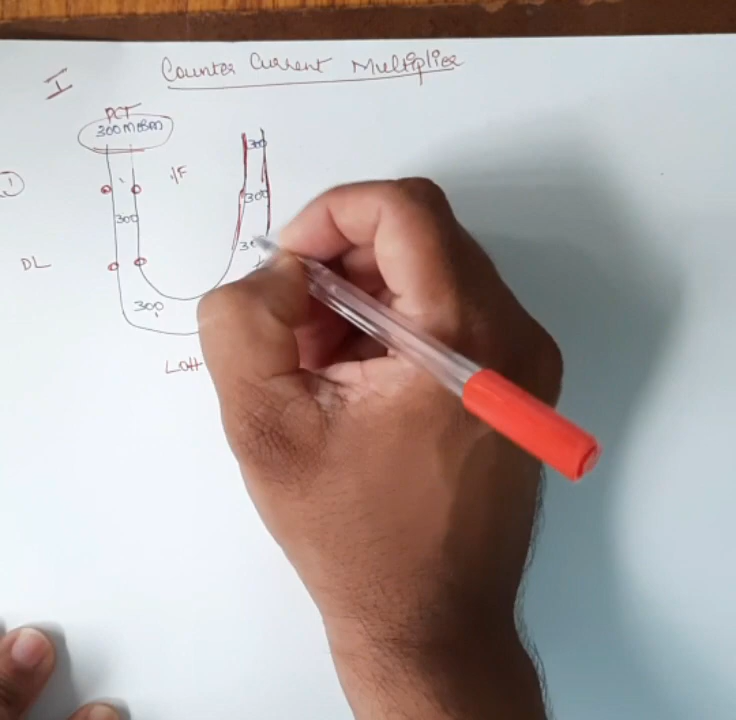 I Counter Current Multiplier
PCT
300 mosm
300
1
IF
300
300
DL
300
LOH